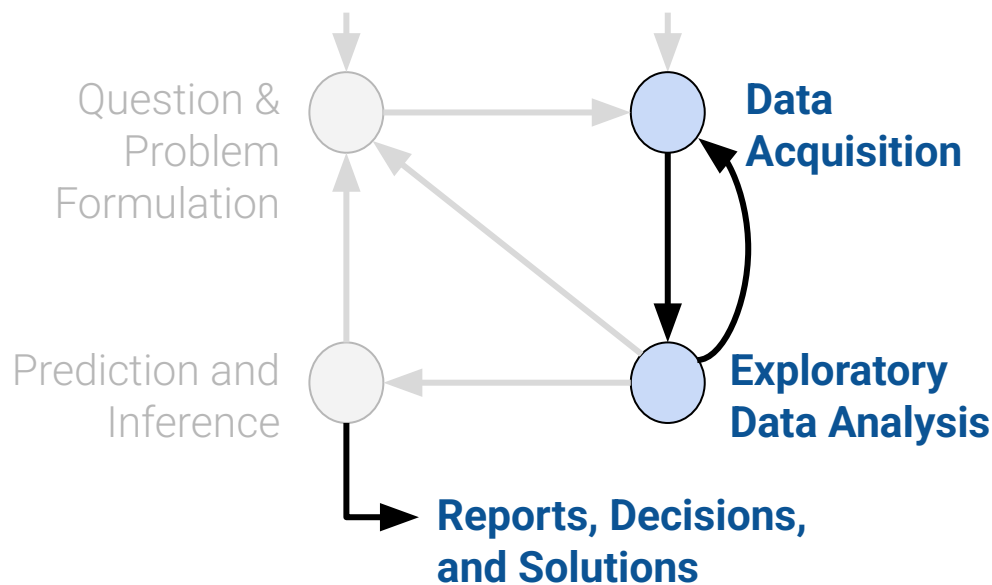 Question &
Problem
Formulation
Data
Acquisition
Prediction and
Inference
Exploratory
Data Analysis
Reports, Decisions,
and Solutions